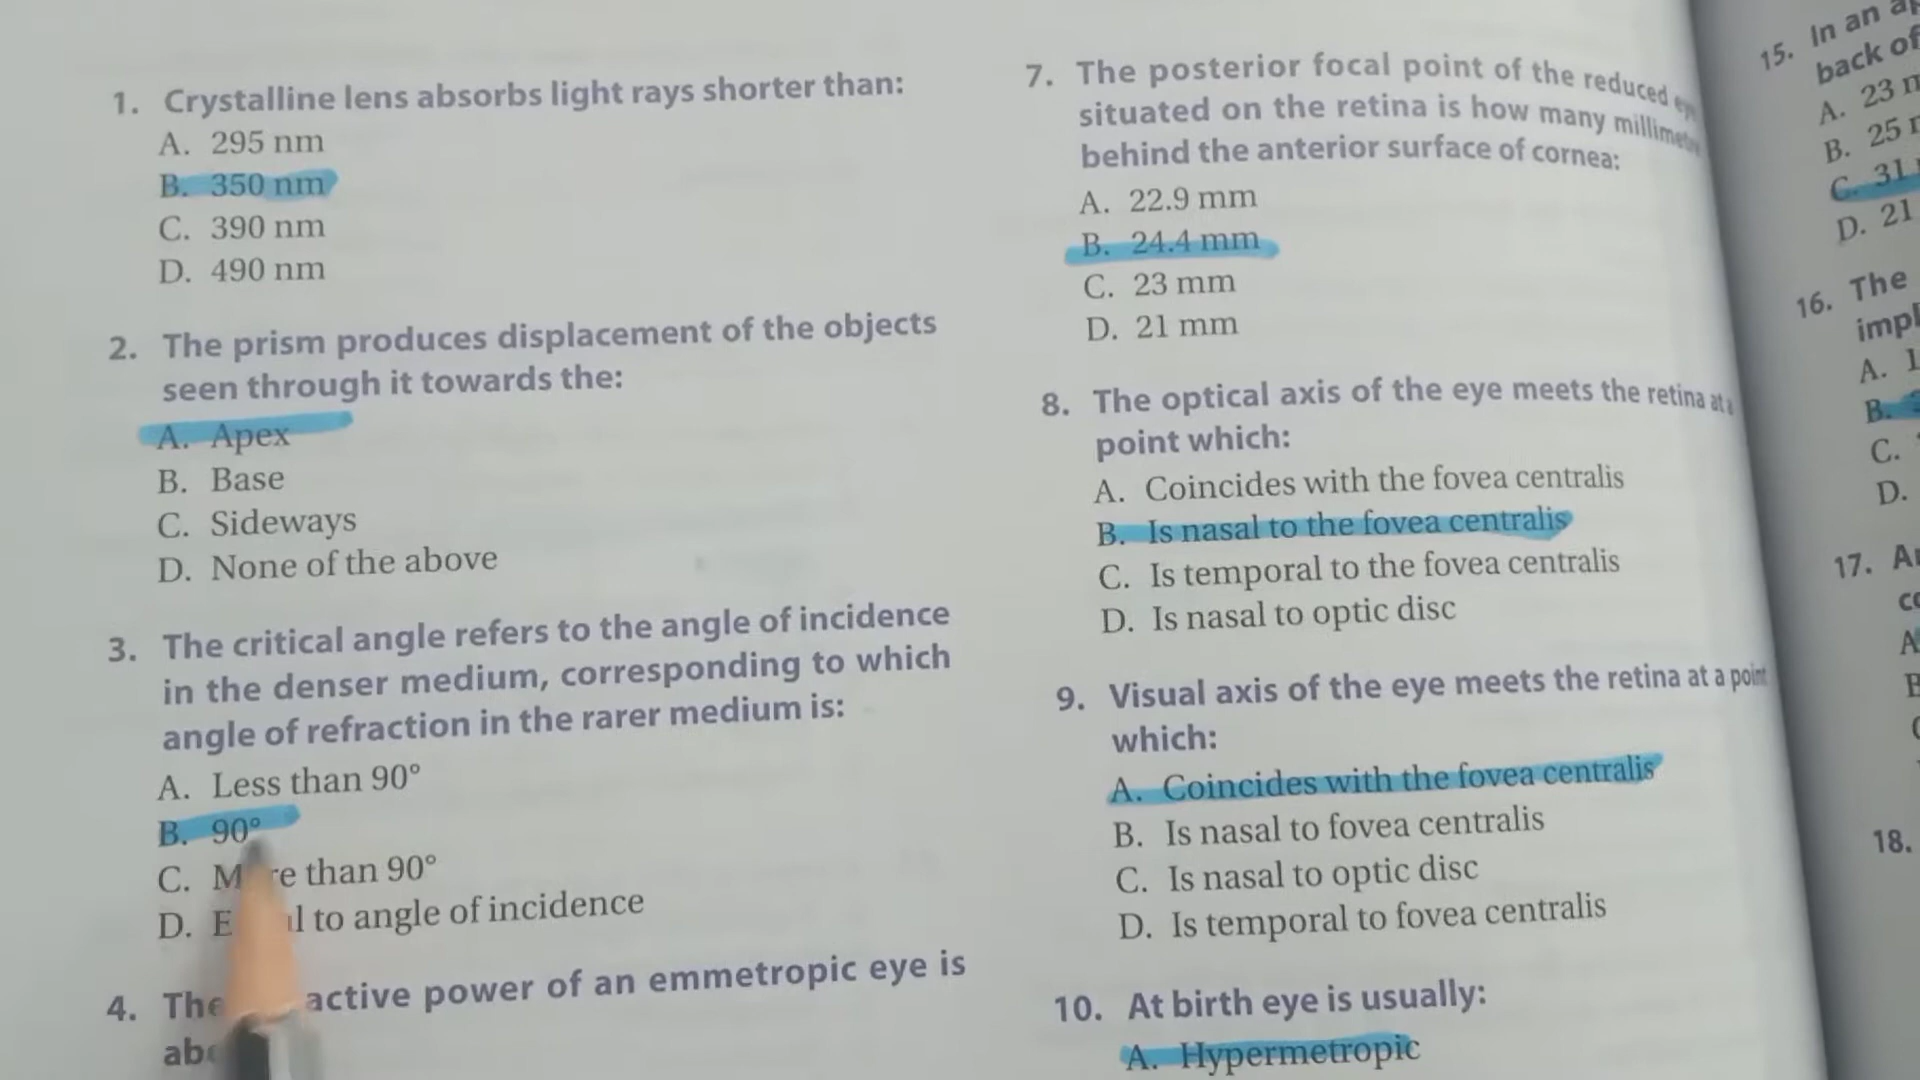 1. Crystalline lens absorbs light rays shorter than:
A. 295 nm
B. 350 nm
C. 390 nm
D. 490 nm
2. The prism produces displacement of the objects
seen through it towards the:
A. Apex
B. Base
C. Sideways
D. None of the above
3. The critical angle refers to the angle of incidence
in the denser medium, corresponding to which
angle of refraction in the rarer medium is:
A. Less than 90°
B. 90°
C. than 90°
D. to angle of incidence
4. power of an emmetropic eye is
7. The posterior focal point of the reduced
situated on the retina is how many
behind the anterior surface of cornea:
A. 22.9 mm
B. 24.4 mm
C. 23 mm
D. 21 mm
8. The optical axis of the eye meets the retina at a
point which:
A. Coincides with the fovea centralis
B. Is nasal to the fovea centralis
C. Is temporal to the fovea centralis
D. Is nasal to optic disc
9. Visual axis of the eye meets the retina at a point
which:
A. Coincides with the fovea centralis
B. Is nasal to fovea centralis
C. Is nasal to optic disc
D. Is temporal to fovea centralis
10. At birth eye is usually:
A. Hypermetropic
15. In an
back of
A. 23
B. 25
C. 31
D. 21
16. The
A.
B.
C.
D.
17.
A
18.